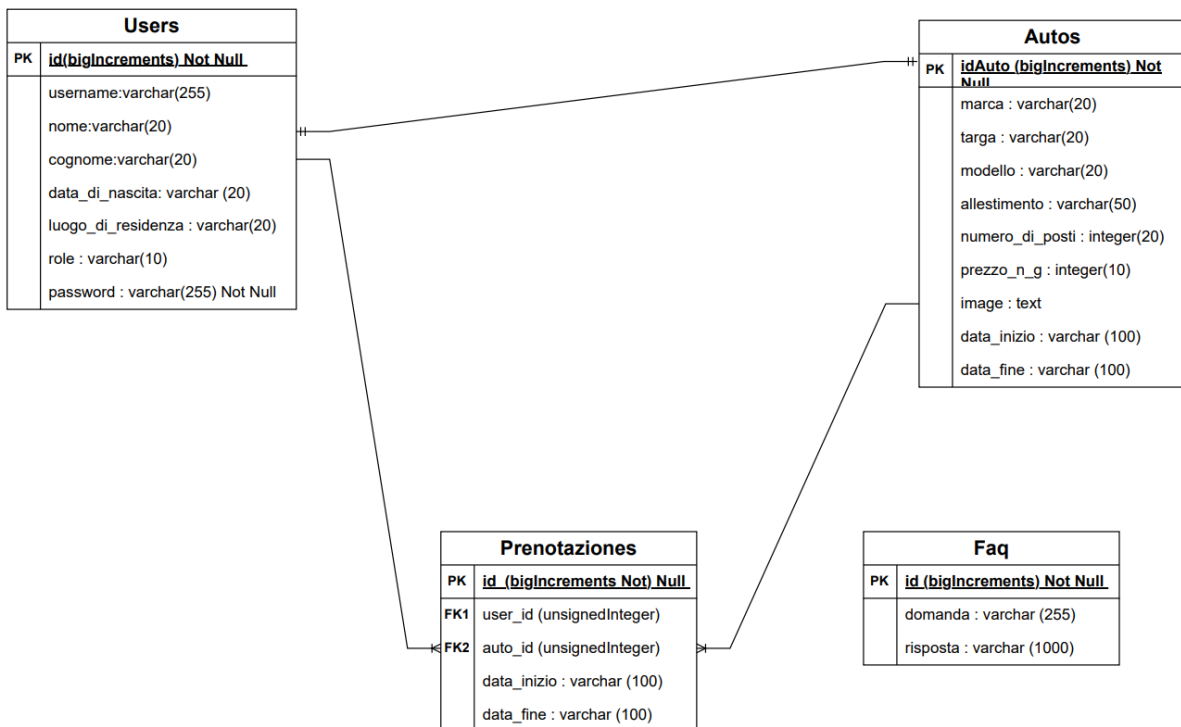 Users
PK id(bigIncrements) Not Null
username:varchar(255)
nome:varchar(20)
cognome:varchar(20)
data_di_nascita: varchar (20)
luogo_di_residenza : varchar(20)
role : varchar(10)
password : varchar(255) Not Null
Autos
PK idAuto (bigIncrements) Not
Null
marca : varchar(20)
targa : varchar(20)
modello : varchar(20)
allestimento : varchar(50)
numero_di_posti : integer(20)
prezzo_n_g : integer(10)
image : text
data_inizio : varchar (100)
data_fine : varchar (100)
Prenotaziones
PK id_(bigIncrements Not) Null
FK1 user_id (unsignedInteger)
FK2 auto_id (unsignedInteger)
data_inizio : varchar (100)
data_fine : varchar (100)
Faq
PK id (bigIncrements) Not Null
domanda : varchar (255)
risposta : varchar (1000)